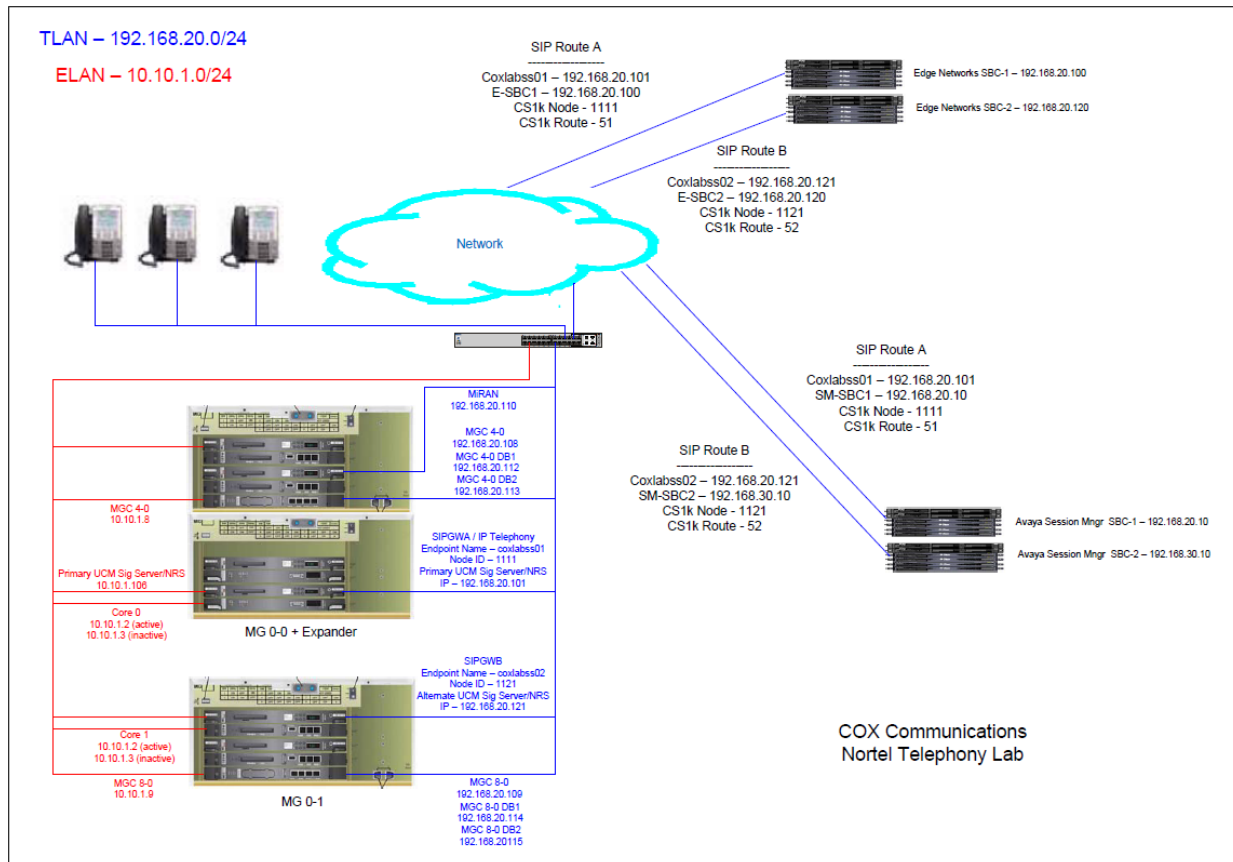 TLAN – 192.168.20.0/24
ELAN – 10.10.1.0/24
SIP Route A
-------------------
Coxlabss01 – 192.168.20.101
E-SBC1 – 192.168.20.100
CS1k Node - 1111
CS1k Route - 51
Edge Networks SBC-1 – 192.168.20.100
Edge Networks SBC-2 – 192.168.20.120
SIP Route B
-------------------
Coxlabss02 – 192.168.20.121
E-SBC2 – 192.168.20.120
CS1k Node - 1121
CS1k Route - 52
Network
SIP Route A
-------------------
Coxlabss01 – 192.168.20.101
SM-SBC1 – 192.168.20.10
CS1k Node - 1111
CS1k Route - 51
SIP Route B
-------------------
Coxlabss02 – 192.168.20.121
SM-SBC2 – 192.168.30.10
CS1k Node - 1121
CS1k Route - 52
Avaya Session Mngr SBC-1 – 192.168.20.10
Avaya Session Mngr SBC-2 – 192.168.30.10
MiRAN
192.168.20.110
MGC 4-0
192.168.20.108
MGC 4-0 DB1
192.168.20.112
MGC 4-0 DB2
192.168.20.113
MGC 4-0
10.10.1.8
SIPGWA / IP Telephony
Endpoint Name – coxlabss01
Node ID – 1111
Primary UCM Sig Server/NRS
IP – 192.168.20.101
Primary UCM Sig Server/NRS
10.10.1.106
Core 0
10.10.1.2 (active)
10.10.1.3 (inactive)
MG 0-0 + Expander
SIPGWB
Endpoint Name – coxlabss02
Node ID – 1121
Alternate UCM Sig Server/NRS
IP – 192.168.20.121
Core 1
10.10.1.2 (active)
10.10.1.3 (inactive)
MGC 8-0
10.10.1.9
MG 0-1
MGC 8-0
192.168.20.109
MGC 8-0 DB1
192.168.20.114
MGC 8-0 DB2
192.168.20115
COX Communications
Nortel Telephony Lab